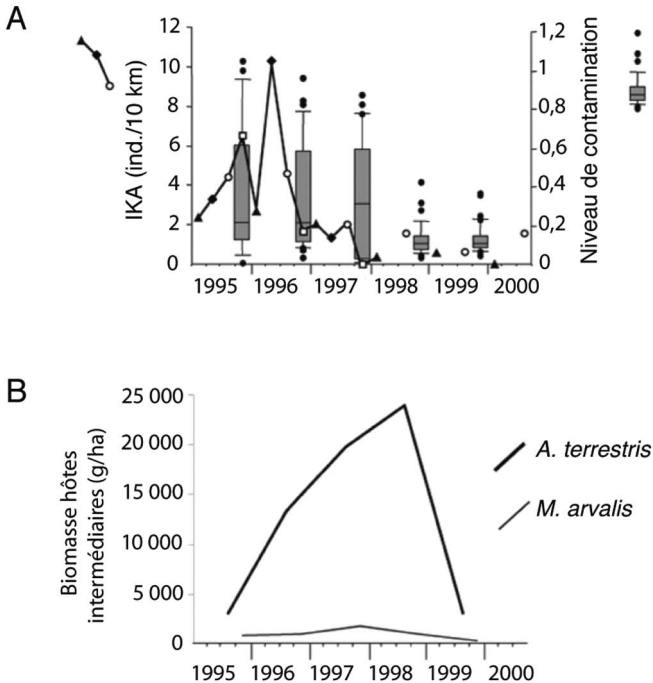 A
IKA (ind./10 km)
12
10
8
6
4
2
0
1,2
1
0,8
0,6
0,4
0,2
0
Niveau de contamination
1995 1996 1997 1998 1999 2000
B
Biomasse hôtes
intermédiaires (g/ha)
25 000
20 000
15 000
10 000
5 000
0
A. terrestris
M. arvalis
1995 1996 1997 1998 1999 2000